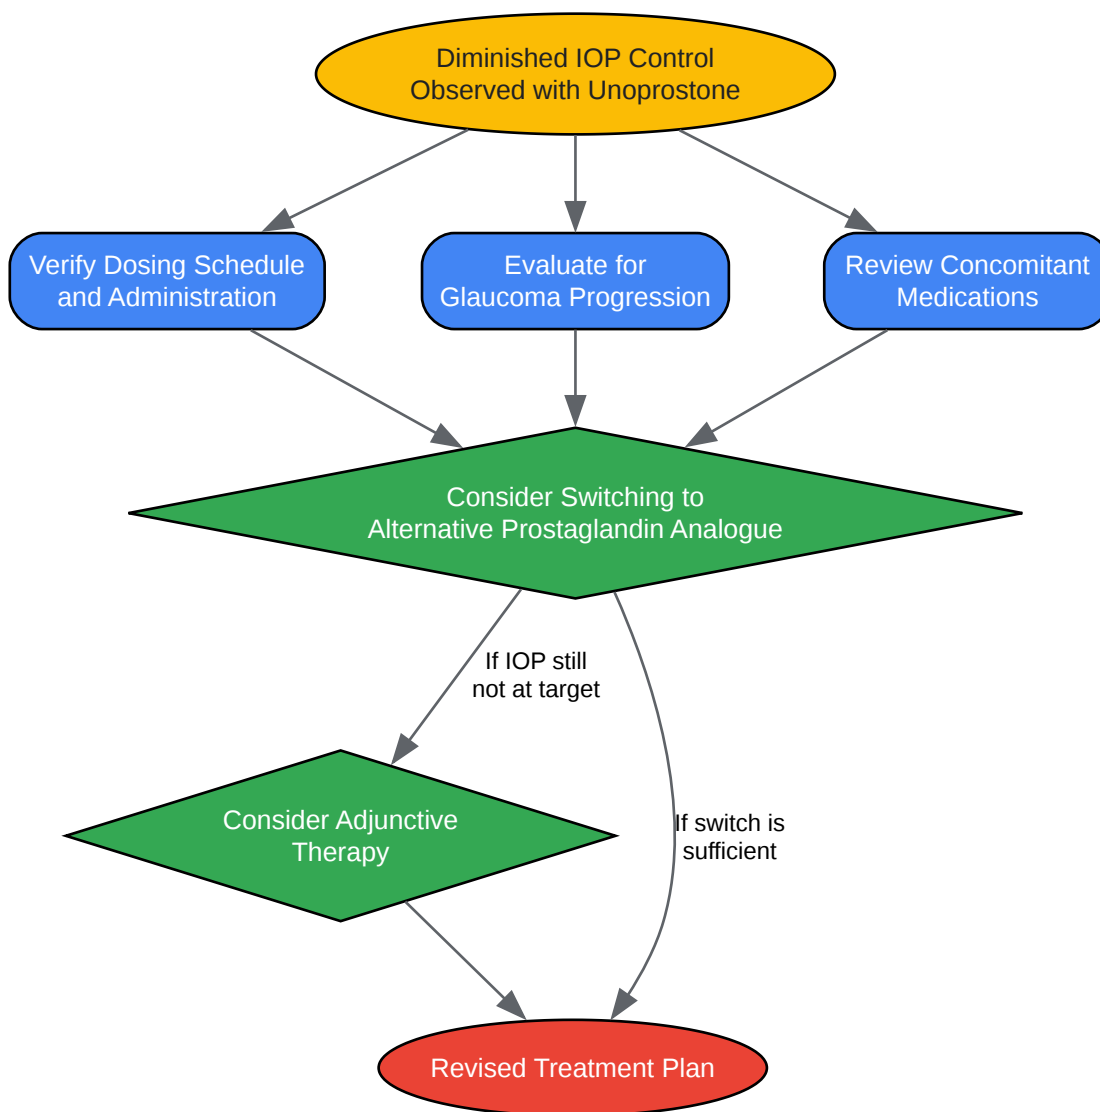 Diminished IOP Control
Observed with Unoprostone
Verify Dosing Schedule
and Administration
Evaluate for
Glaucoma Progression
Review Concomitant
Medications
Consider Switching to
Alternative Prostaglandin Analogue
If IOP still
not at target
Consider Adjunctive
Therapy
If switch is
sufficient
Revised Treatment Plan